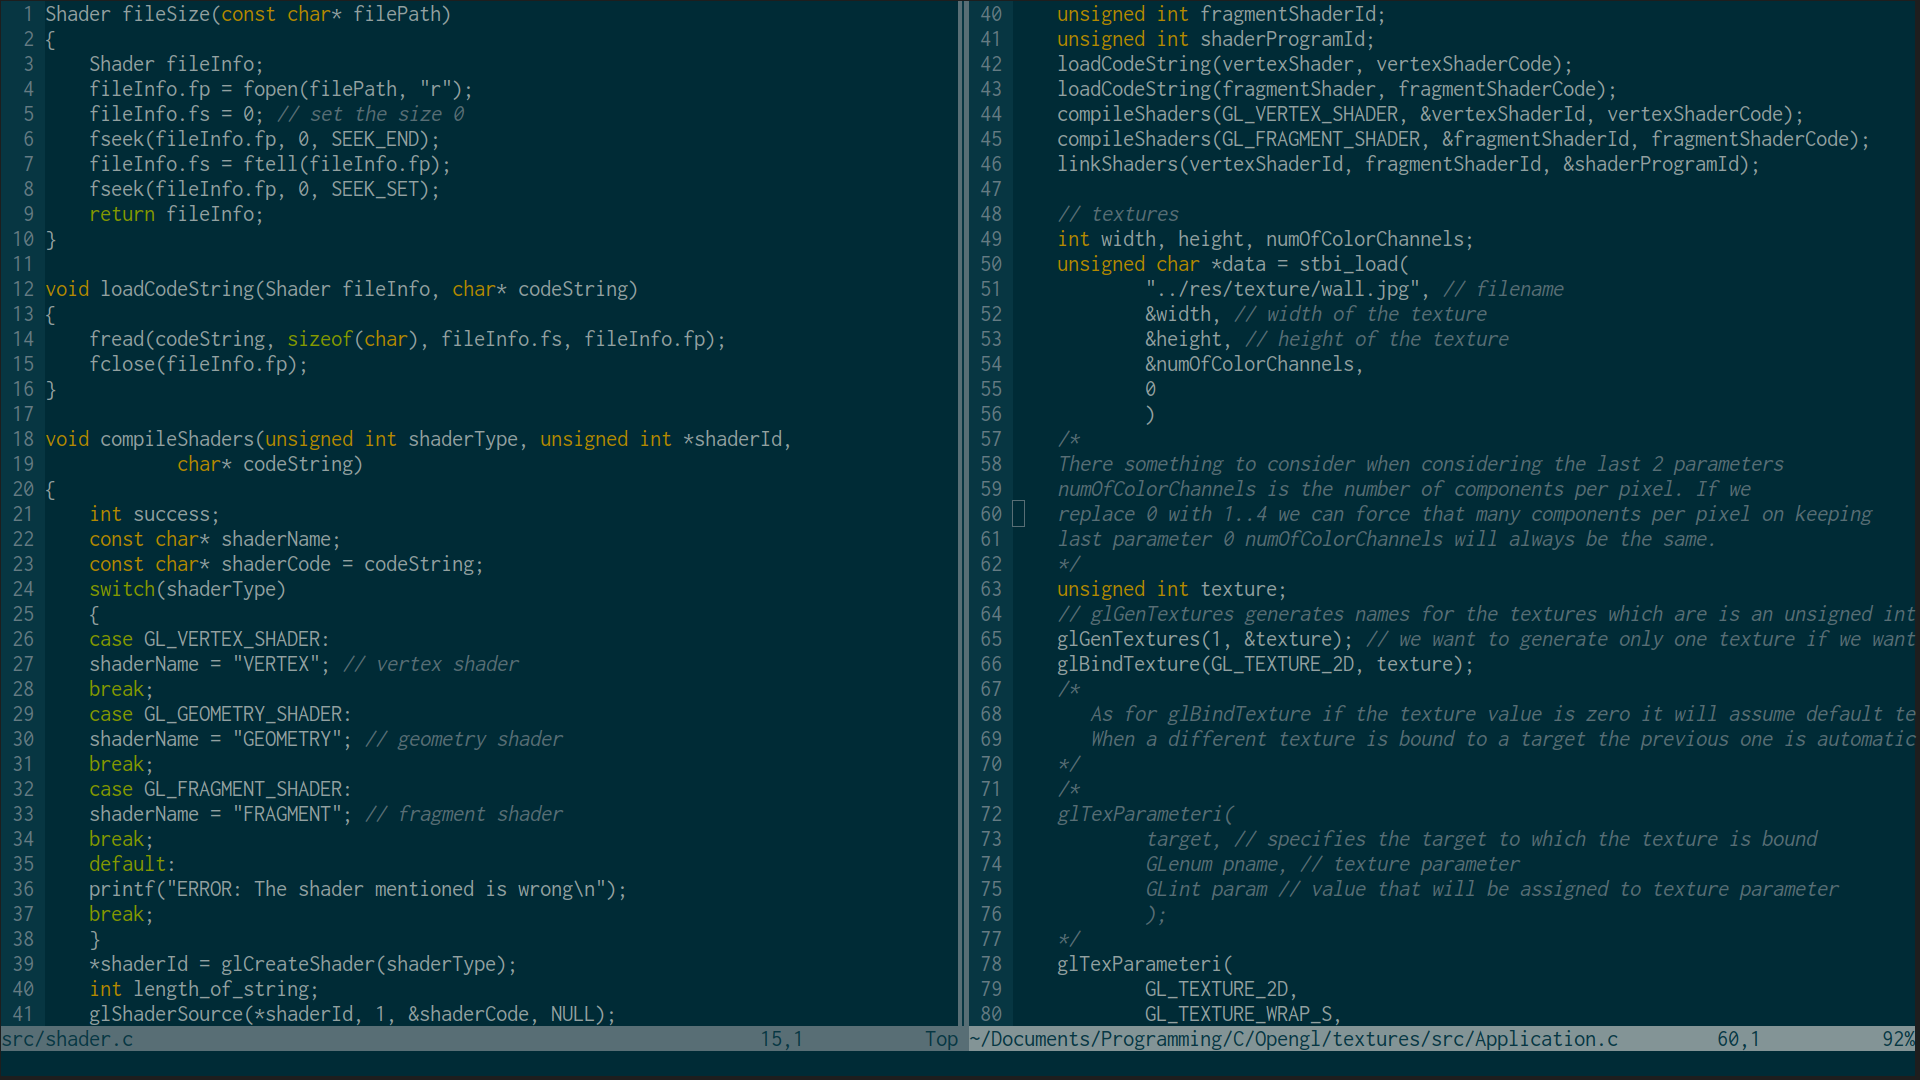 1 Shader fileSize(const char* filePath)
2 {
3     Shader fileInfo;
4     fileInfo.fp = fopen(filePath, "r");
5     fileInfo.fs = 0; // set the size 0
6     fseek(fileInfo.fp, 0, SEEK_END);
7     fileInfo.fs = ftell(fileInfo.fp);
8     fseek(fileInfo.fp, 0, SEEK_SET);
9     return fileInfo;
10 }
11
12 void loadCodeString(Shader fileInfo, char* codeString)
13 {
14     fread(codeString, sizeof(char), fileInfo.fs, fileInfo.fp);
15     fclose(fileInfo.fp);
16 }
17
18 void compileShaders(unsigned int shaderType, unsigned int *shaderId,
19             char* codeString)
20 {
21     int success;
22     const char* shaderName;
23     const char* shaderCode = codeString;
24     switch(shaderType)
25     {
26     case GL_VERTEX_SHADER:
27     shaderName = "VERTEX"; // vertex shader
28     break;
29     case GL_GEOMETRY_SHADER:
30     shaderName = "GEOMETRY"; // geometry shader
31     break;
32     case GL_FRAGMENT_SHADER:
33     shaderName = "FRAGMENT"; // fragment shader
34     break;
35     default:
36     printf("ERROR: The shader mentioned is wrong\n");
37     break;
38     }
39     *shaderId = glCreateShader(shaderType);
40     int length_of_string;
41     glShaderSource(*shaderId, 1, &shaderCode, NULL);
src/shader.c 15,1 Top
40     unsigned int fragmentShaderId;
41     unsigned int shaderProgramId;
42     loadCodeString(vertexShader, vertexShaderCode);
43     loadCodeString(fragmentShader, fragmentShaderCode);
44     compileShaders(GL_VERTEX_SHADER, &vertexShaderId, vertexShaderCode);
45     compileShaders(GL_FRAGMENT_SHADER, &fragmentShaderId, fragmentShaderCode);
46     linkShaders(vertexShaderId, fragmentShaderId, &shaderProgramId);
47
48     // textures
49     int width, height, numOfColorChannels;
50     unsigned char *data = stbi_load(
51             "../res/texture/wall.jpg", // filename
52             &width, // width of the texture
53             &height, // height of the texture
54             &numOfColorChannels,
55             0
56             )
57     /*
58     There something to consider when considering the last 2 parameters
59     numOfColorChannels is the number of components per pixel. If we
60     replace 0 with 1..4 we can force that many components per pixel on keeping
61     last parameter 0 numOfColorChannels will always be the same.
62     */
63     unsigned int texture;
64     // glGenTextures generates names for the textures which are is an unsigned int
65     glGenTextures(1, &texture); // we want to generate only one texture if we want
66     glBindTexture(GL_TEXTURE_2D, texture);
67     /*
68        As for glBindTexture if the texture value is zero it will assume default te
69        When a different texture is bound to a target the previous one is automatic
70     */
71     /*
72     glTexParameteri(
73             target, // specifies the target to which the texture is bound
74             GLenum pname, // texture parameter
75             GLint param // value that will be assigned to texture parameter
76             );
77     */
78     glTexParameteri(
79             GL_TEXTURE_2D,
80             GL_TEXTURE_WRAP_S,
~/Documents/Programming/C/Opengl/textures/src/Application.c 60,1 92%